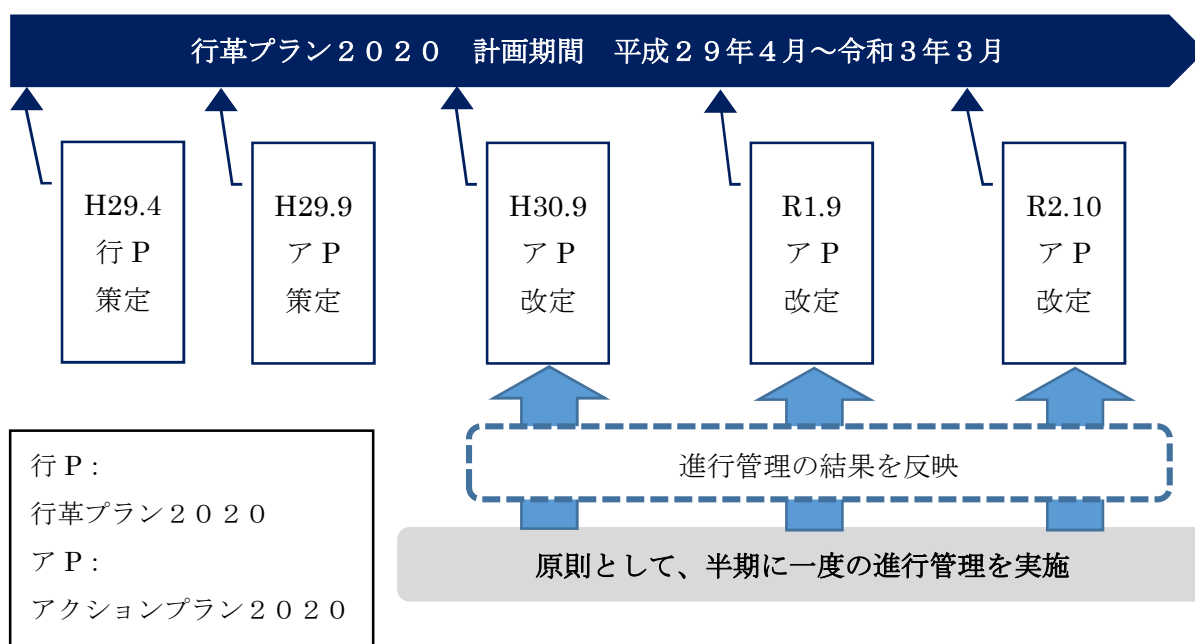 行革プラン２０２０　計画期間　平成２９年４月～令和３年３月
H29.4
行 P
策定
H29.9
ア P
策定
H30.9
ア P
改定
R1.9
ア P
改定
R2.10
ア P
改定
進行管理の結果を反映
原則として、半期に一度の進行管理を実施
行 P：
行革プラン２０２０
ア P：
アクションプラン２０２０